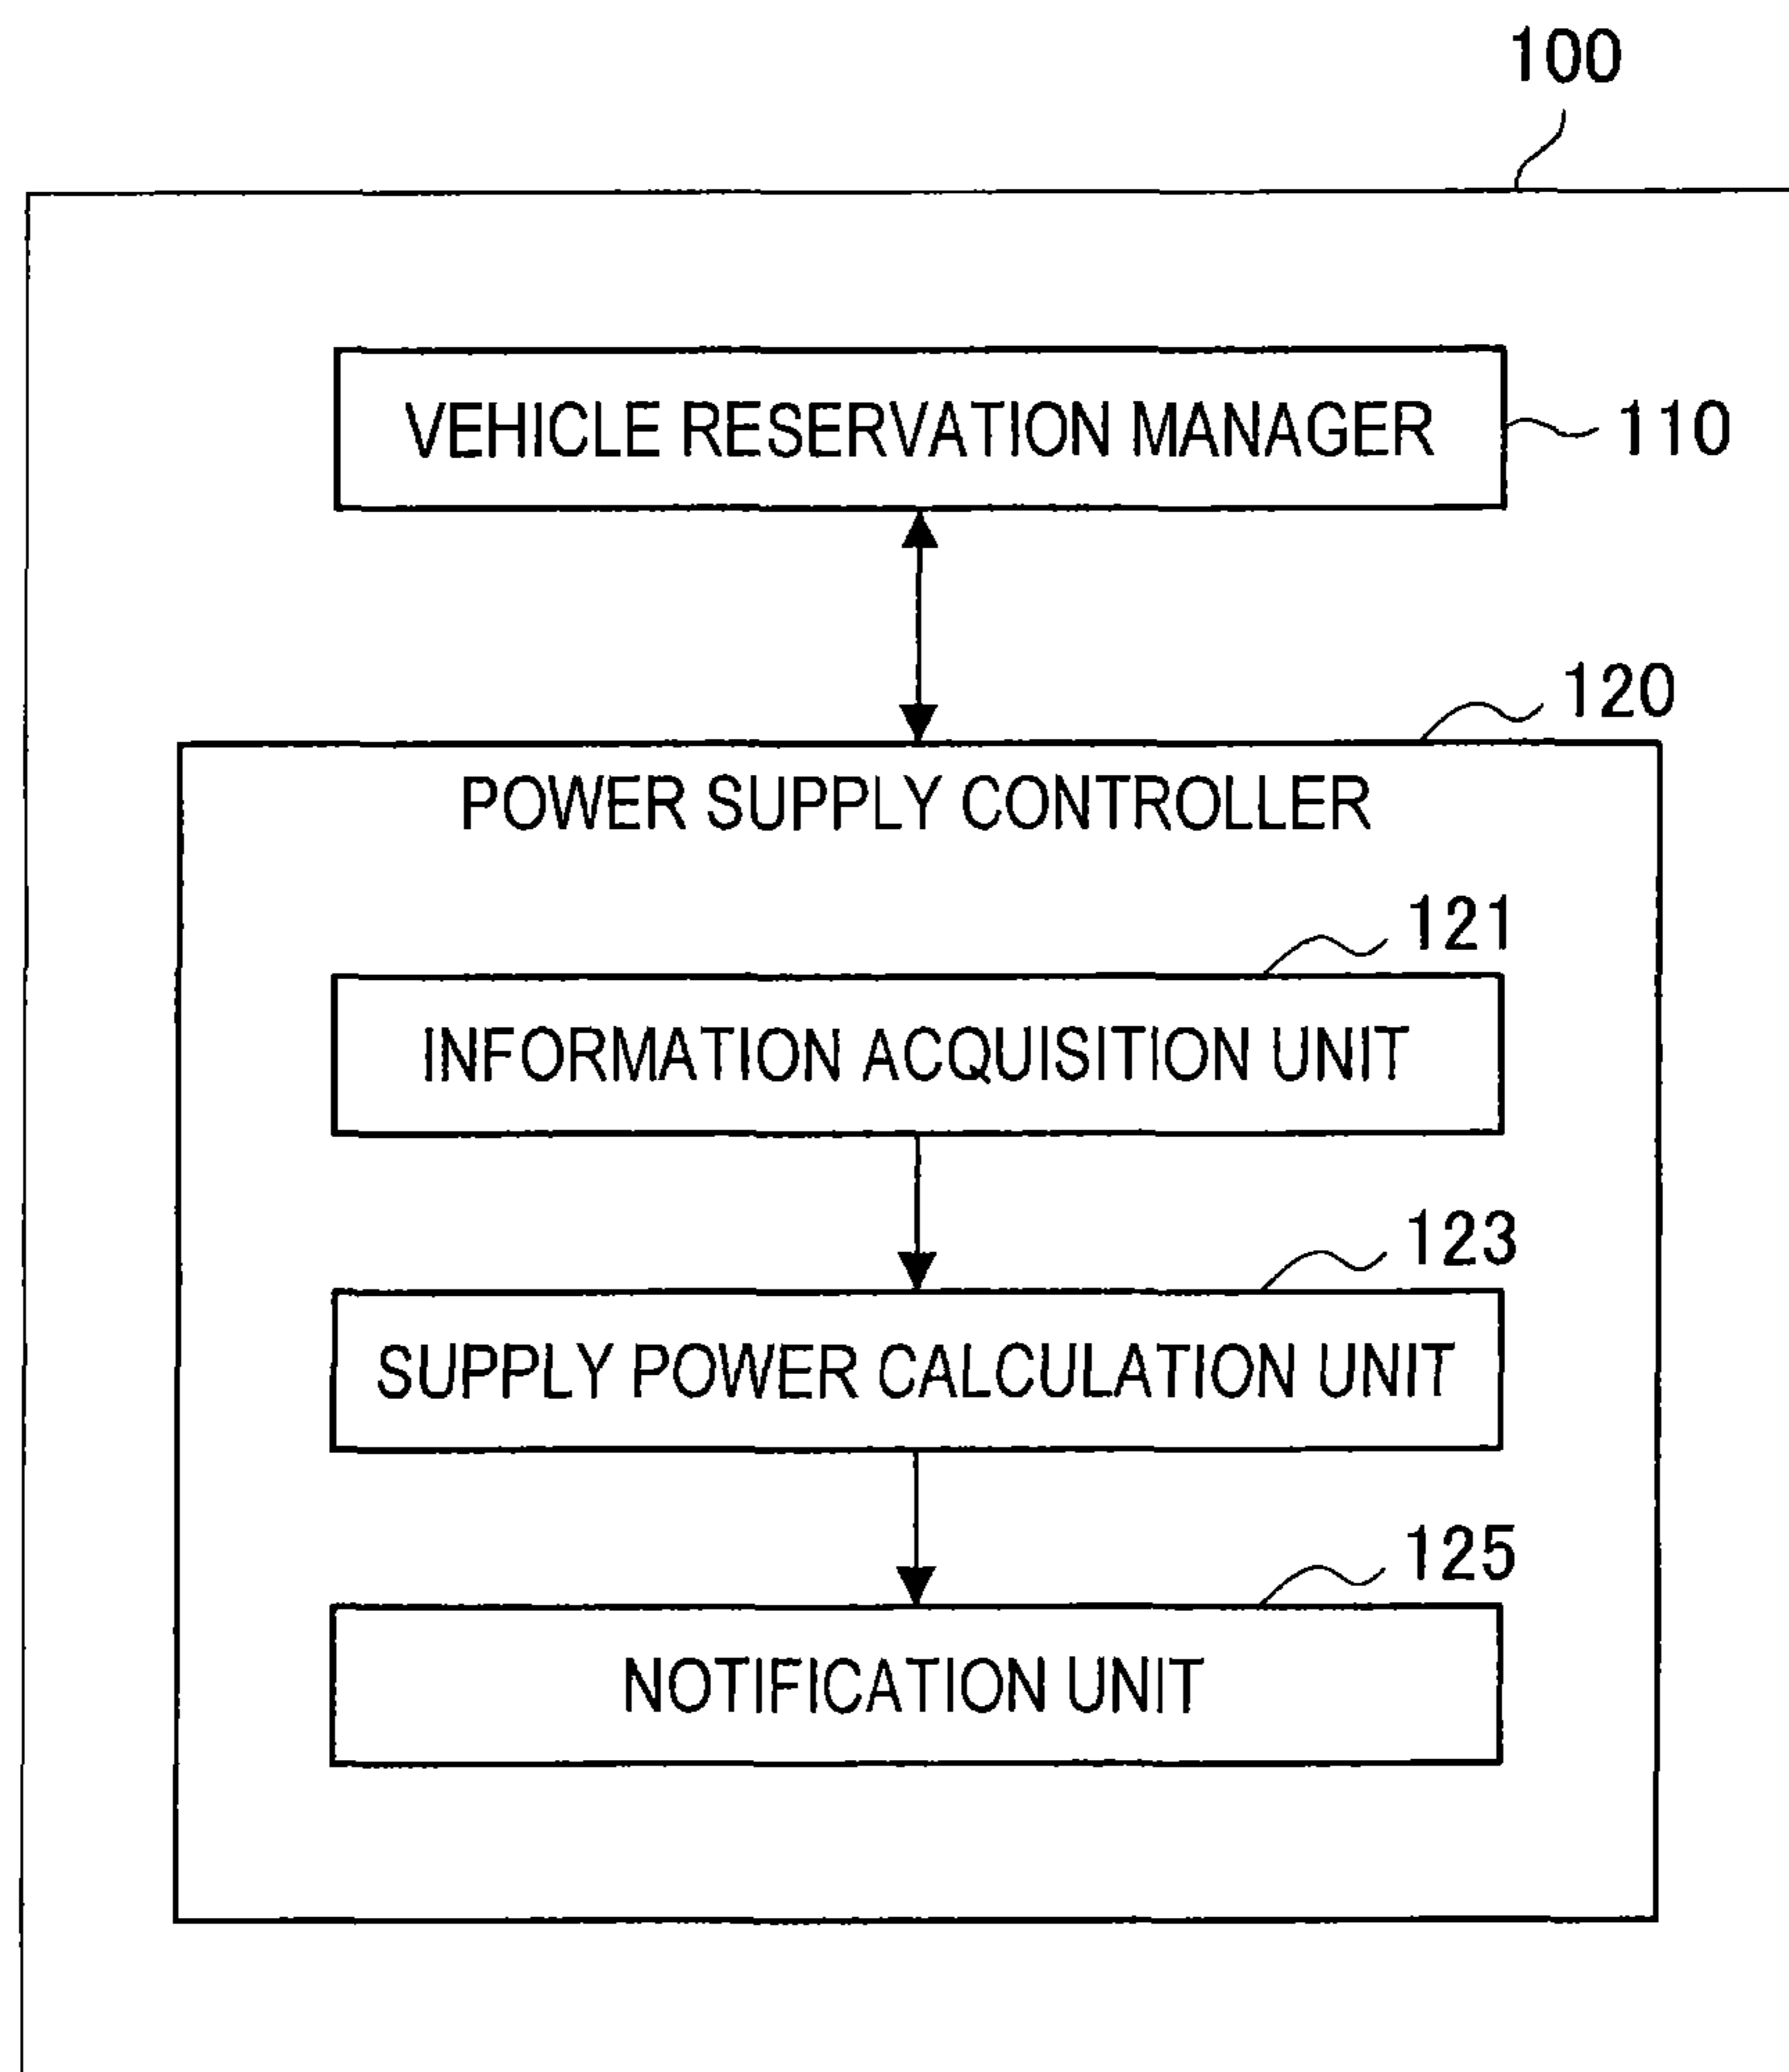 100
VEHICLE RESERVATION MANAGER
110
120
POWER SUPPLY CONTROLLER
121
INFORMATION ACQUISITION UNIT
123
SUPPLY POWER CALCULATION UNIT
125
NOTIFICATION UNIT